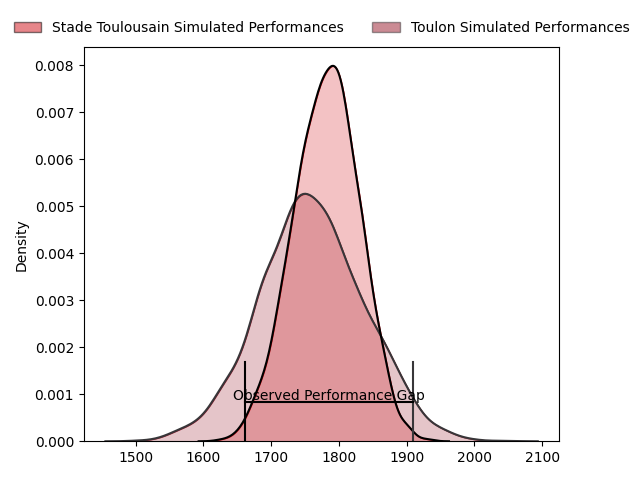 Stade Toulousain Simulated Performances
Toulon Simulated Performances
0.008
0.007
0.006
0.005
0.004
0.003
0.002
0.001
0.000
Density
Observed Performance Gap
1500 1600 1700 1800 1900 2000 2100